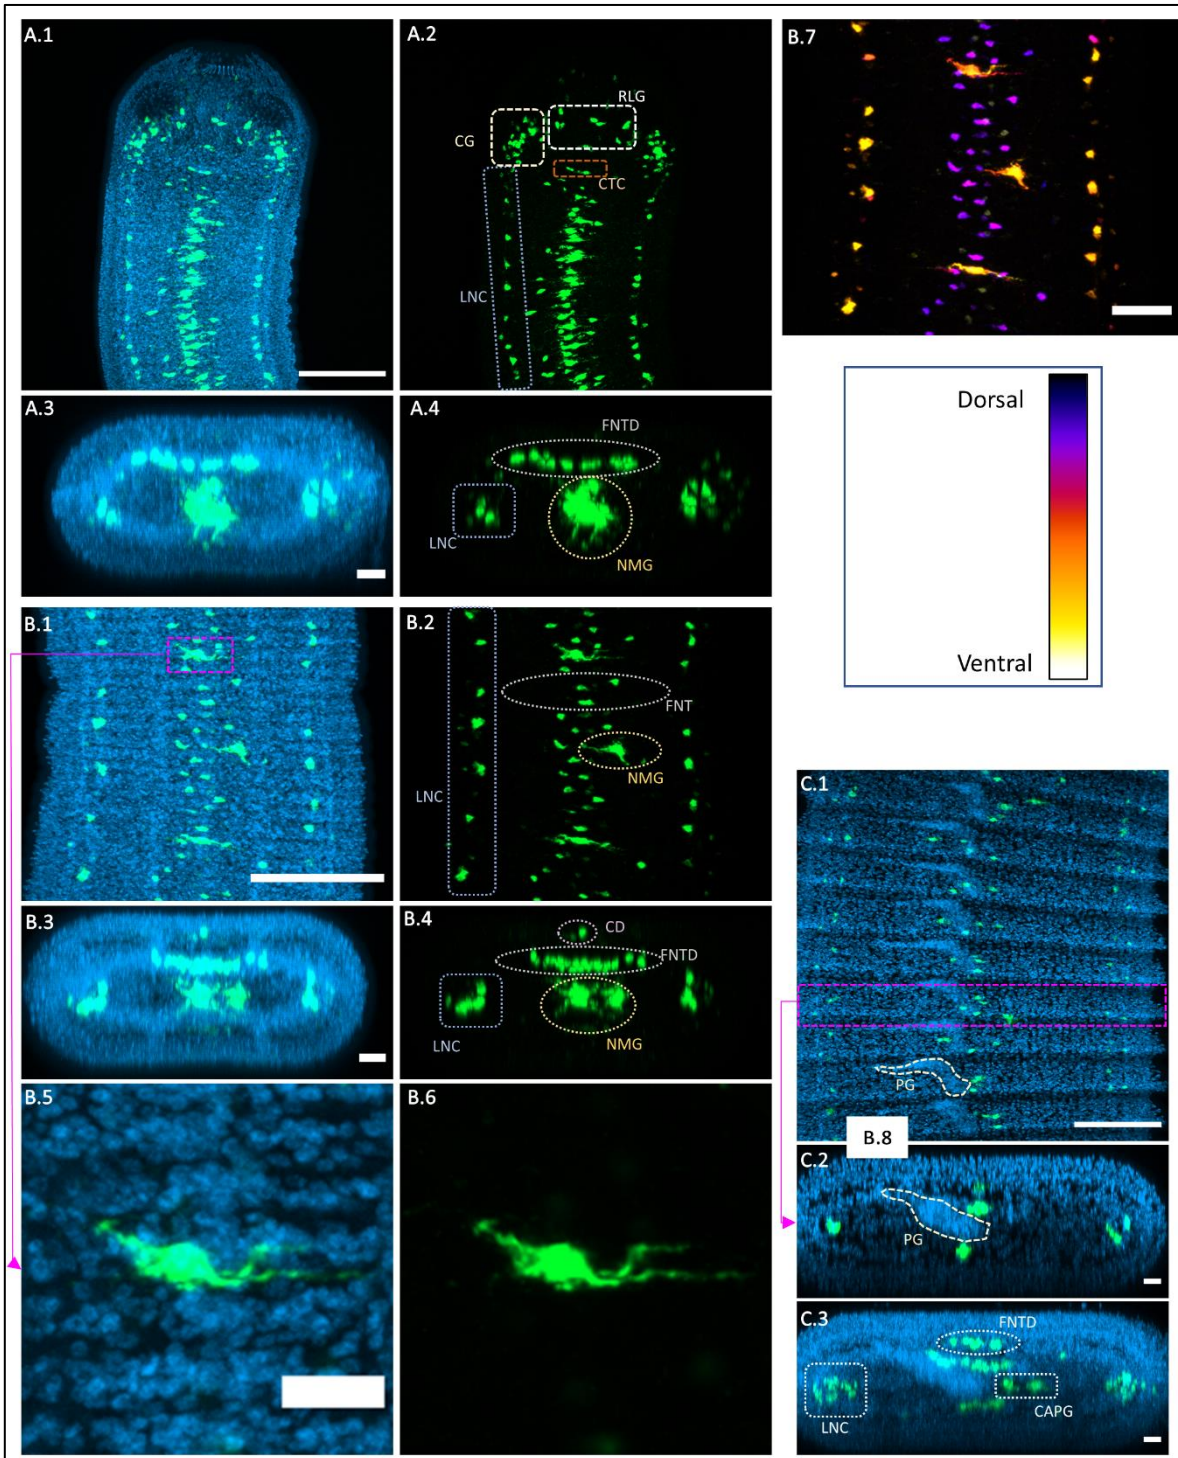 A.1
A.2
RLG
CG
CTC
LNC
B.7
A.3
A.4
FNTD
LNC
NMG
Dorsal
Ventral
B.1
B.2
FNT
NMG
LNC
B.3
B.4
CD
FNTD
LNC
NMG
C.1
PG
B.8
B.5
B.6
C.2
PG
C.3
FNTD
LNC
CAPG